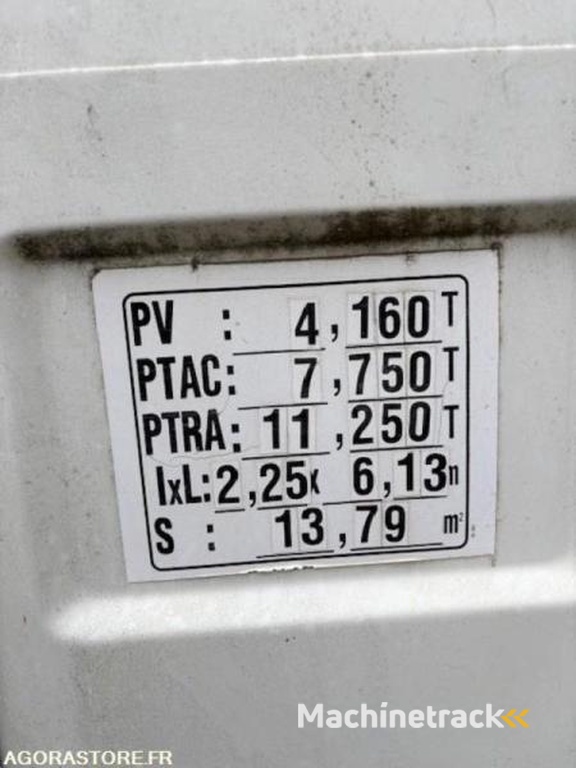 PV : 4,160 T
PTAC: 7,750 T
PTRA: 11,250 T
lxL: 2,25x 6,13m
S : 13,79 m²
Machinetrack
AGORASTORE.FR